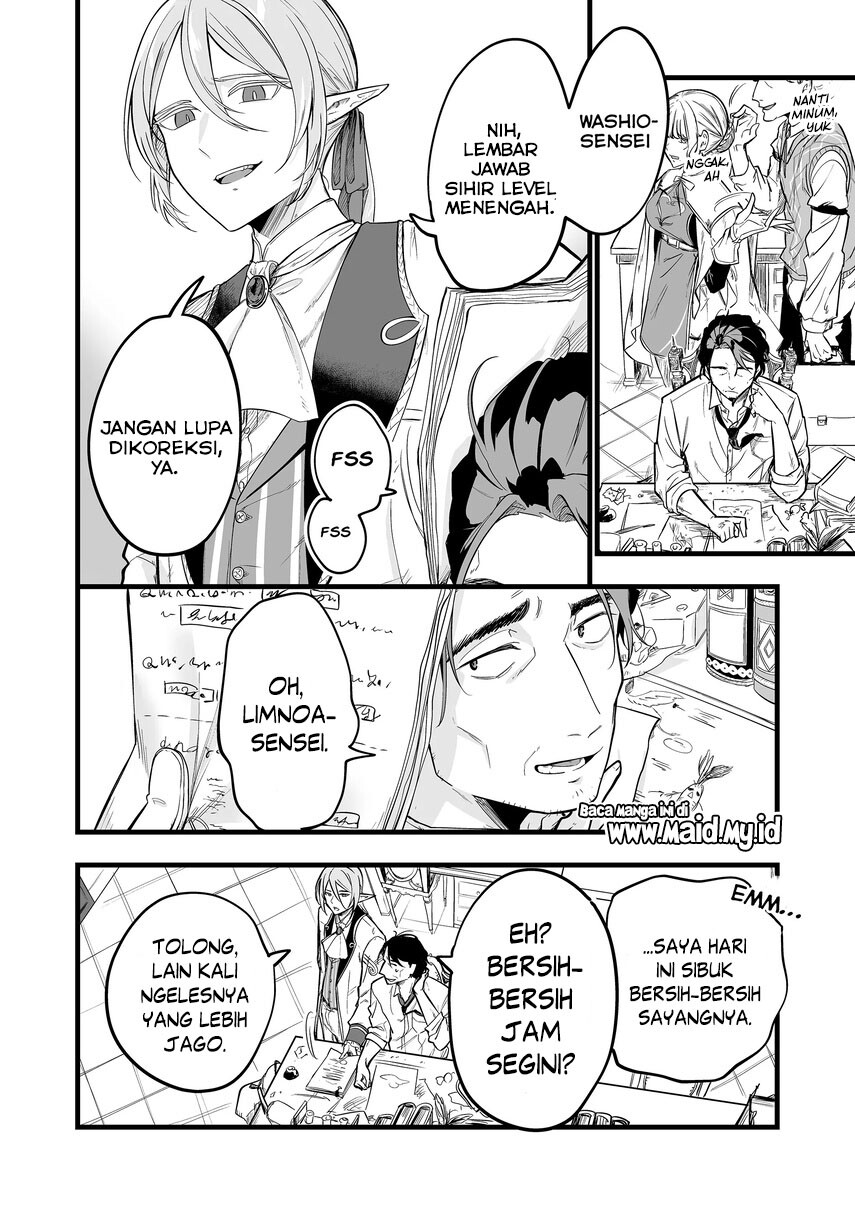 NANTI
MINUM,
YUK
NGGAK,
AH
WASHIO-
SENSEI
NIH,
LEMBAR
JAWAB
SIHIR LEVEL
MENENGAH.
JANGAN LUPA
DIKOREKSI,
YA.
FSS
FSS
OH,
LIMNOA-
SENSEI.
BACA MANGA INI DI
www.Maid.my.id
EMM...
...SAYA HARI
INI SIBUK
BERSIH-BERSIH
SAYANGNYA.
EH?
BERSIH-
BERSIH
JAM
SEGINI?
TOLONG,
LAIN KALI
NGELESNYA
YANG LEBIH
JAGO.